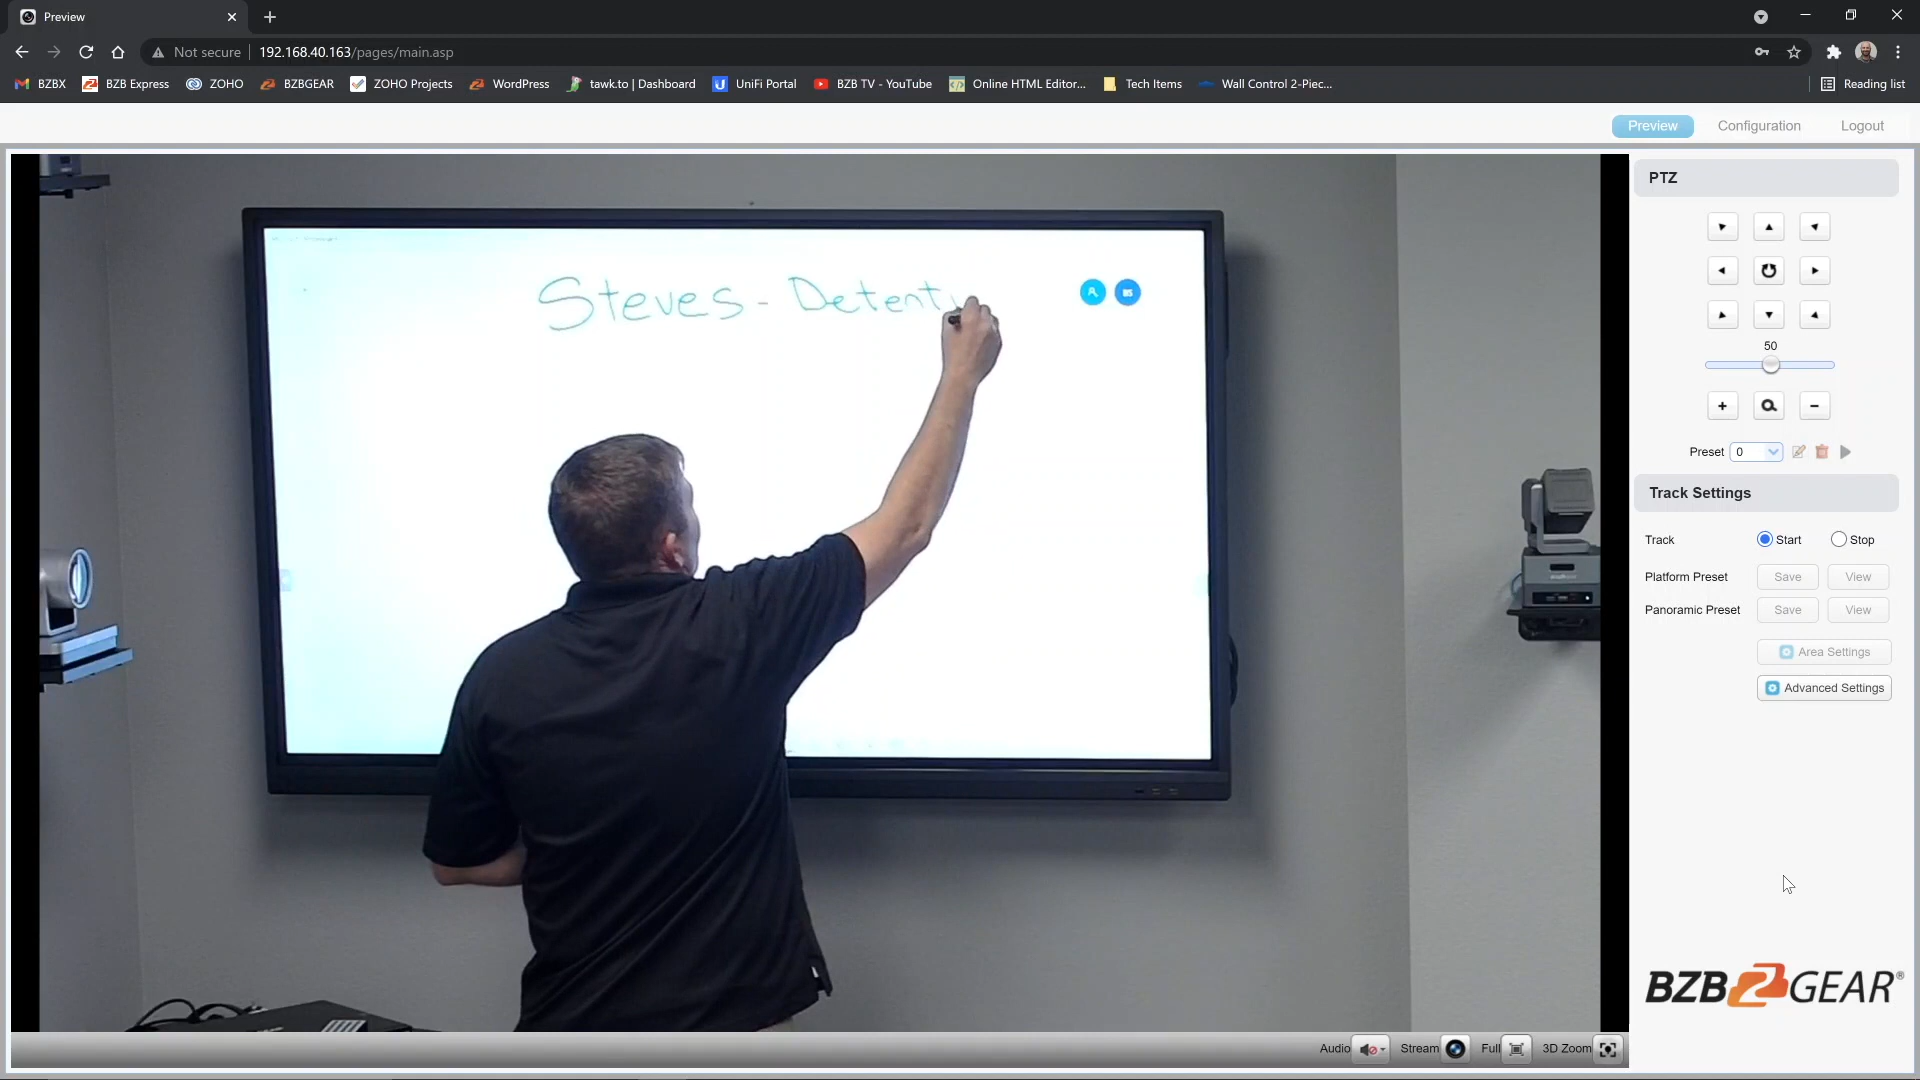 Preview
Not secure 192.168.40.163/pages/main.asp
BZBX BZB Express ZOHO BZBGEAR ZOHO Projects WordPress tawk.to | Dashboard UniFi Portal BZB TV - YouTube Online HTML Editor... Tech Items Wall Control 2-Piec... Reading list
Preview Configuration Logout
PTZ
Steves - Detent
50
Preset 0
Track Settings
Track Start Stop
Platform Preset Save View
Panoramic Preset Save View
Area Settings
Advanced Settings
BZBGEAR®
Audio Stream Full 3D Zoom